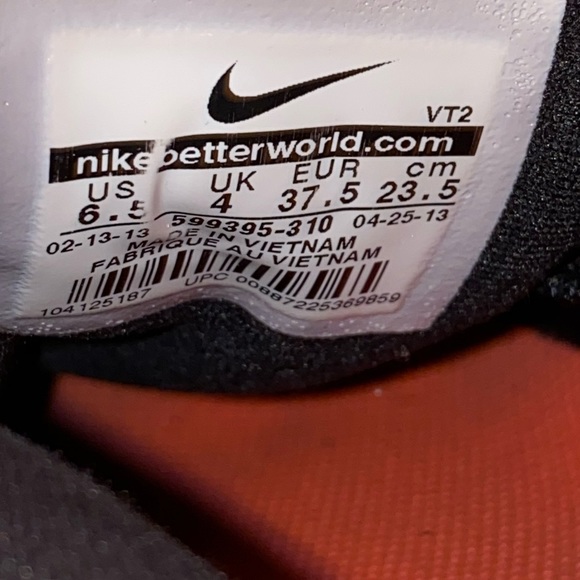 VT2
nikebetterworld.com
US UK EUR cm
6.5 4 37.5 23.5
02-13-13 599395-310 04-25-13
MADE IN VIETNAM
FABRIQUE AU VIETNAM
104125187 UPC 00887225369859